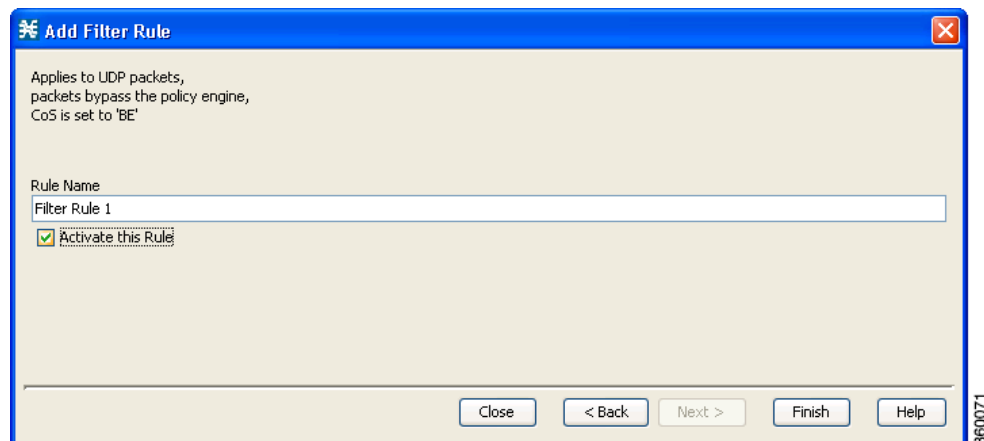 Add Filter Rule
Applies to UDP packets,
packets bypass the policy engine,
CoS is set to 'BE'
Rule Name
Filter Rule 1
Activate this Rule
Close
< Back
Next >
Finish
Help
360071